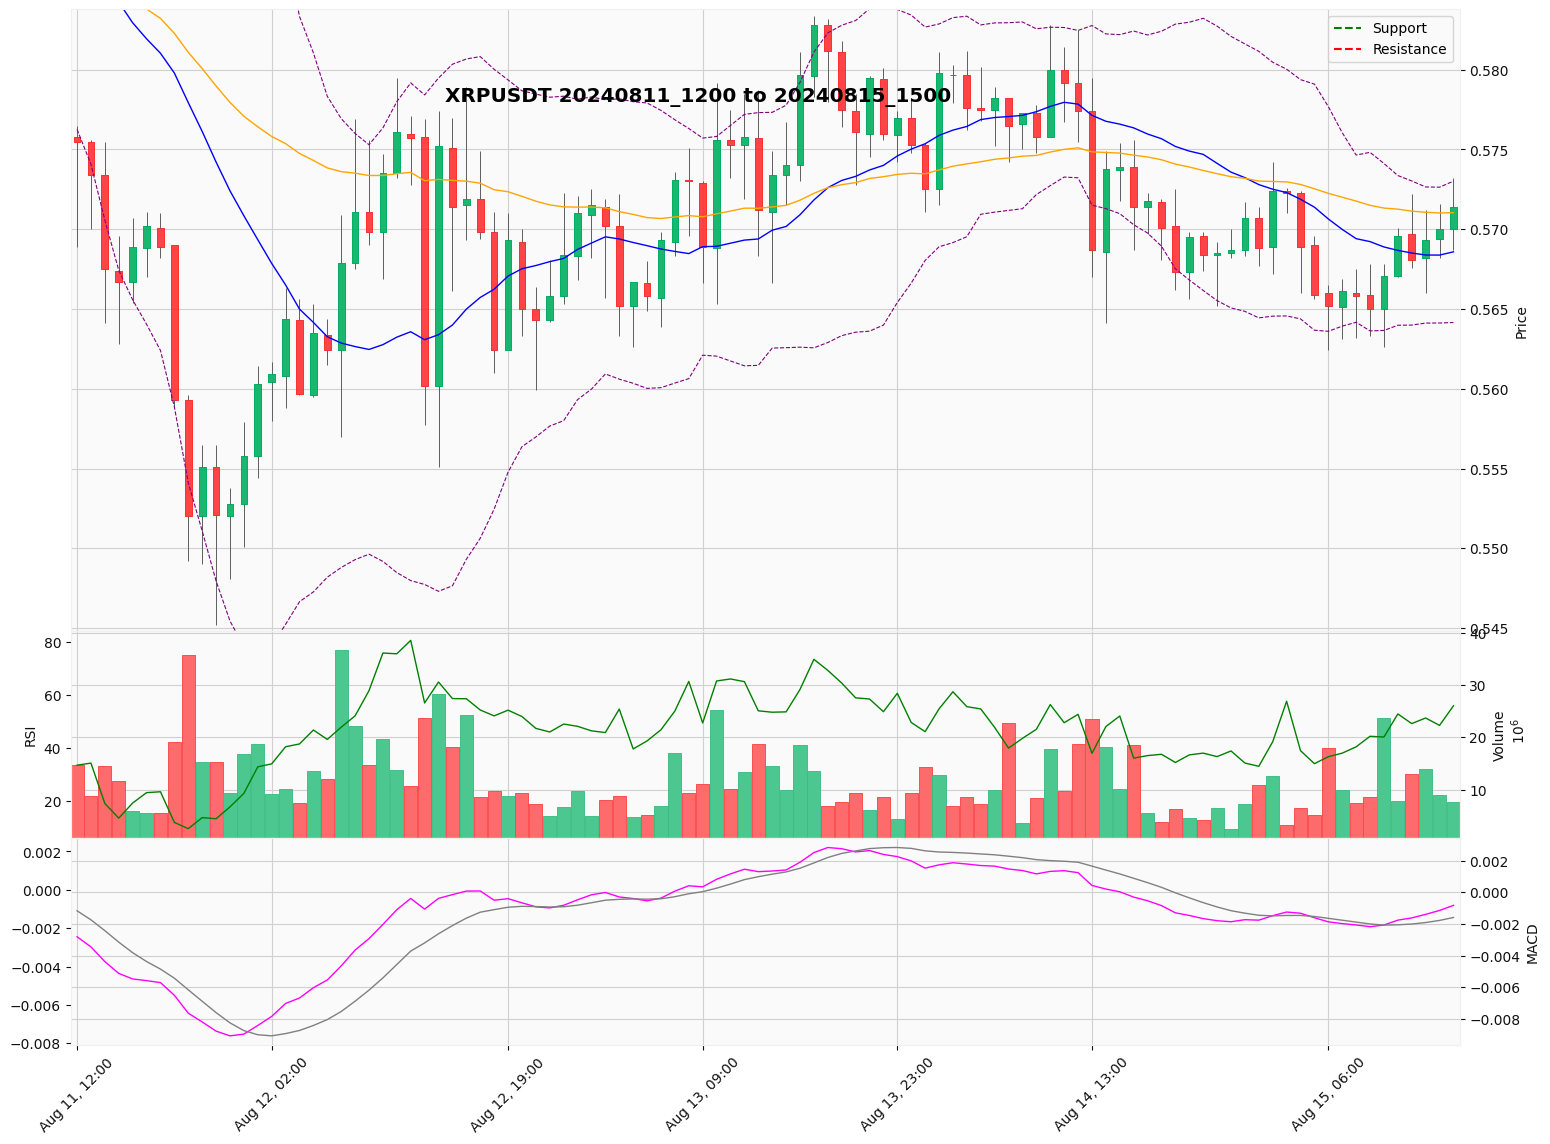 XRPUSDT 20240811_1200 to 20240815_1500
Support
Resistance
0.580
0.575
0.570
0.565
0.560
0.555
0.550
0.545
Price
80
60
40
20
RSI
40
30
20
10
Volume
10^6
0.002
0.000
−0.002
−0.004
−0.006
−0.008
0.002
0.000
−0.002
−0.004
−0.006
−0.008
MACD
Aug 11, 12:00
Aug 12, 02:00
Aug 12, 19:00
Aug 13, 09:00
Aug 13, 23:00
Aug 14, 13:00
Aug 15, 06:00